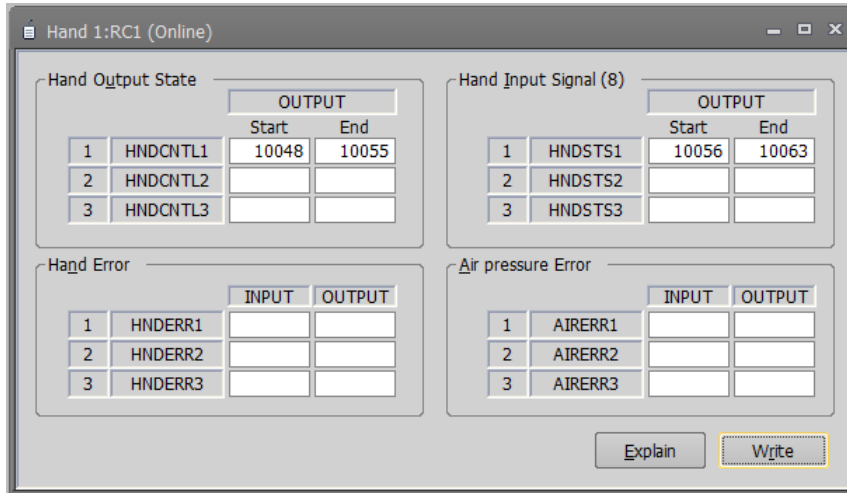 Hand 1:RC1 (Online)
Hand Output State
OUTPUT
Start End
1 HNDCNTL1 10048 10055
2 HNDCNTL2
3 HNDCNTL3
Hand Input Signal (8)
OUTPUT
Start End
1 HNDSTS1 10056 10063
2 HNDSTS2
3 HNDSTS3
Hand Error
INPUT OUTPUT
1 HNDERR1
2 HNDERR2
3 HNDERR3
Air pressure Error
INPUT OUTPUT
1 AIRERR1
2 AIRERR2
3 AIRERR3
Explain Write